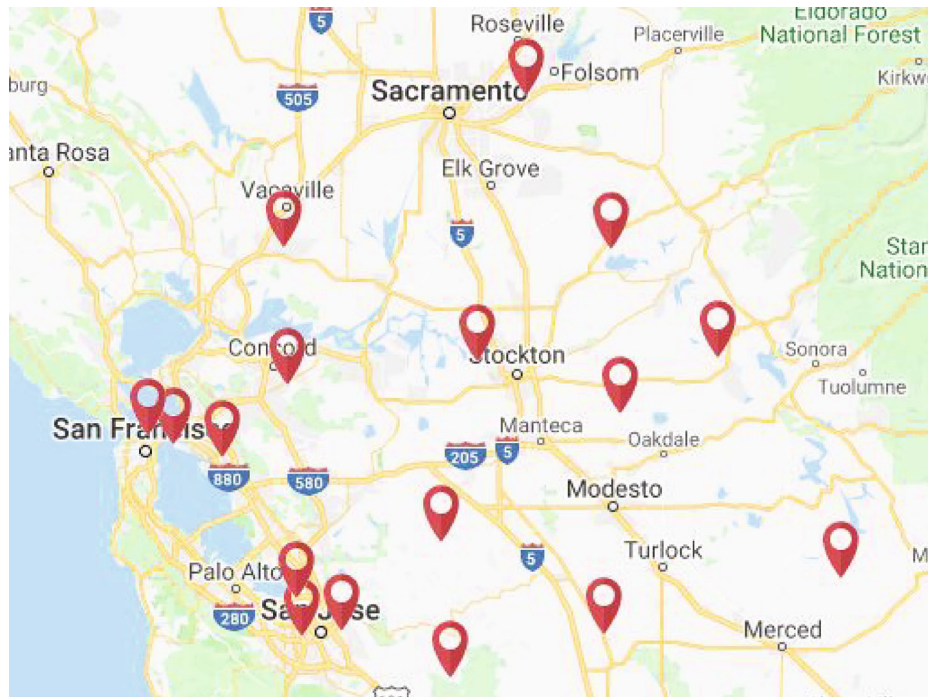 Eldorado
National Forest
Roseville
Placerville
5
Folsom
Kirkw
burg
505
Sacramento
anta Rosa
Elk Grove
Vacaville
5
Stan
Nation
Concord
Stockton
Sonora
Tuolumne
San Francisco
Manteca
Oakdale
205
5
880
580
Modesto
5
Turlock
M
Palo Alto
280
San Jose
Merced